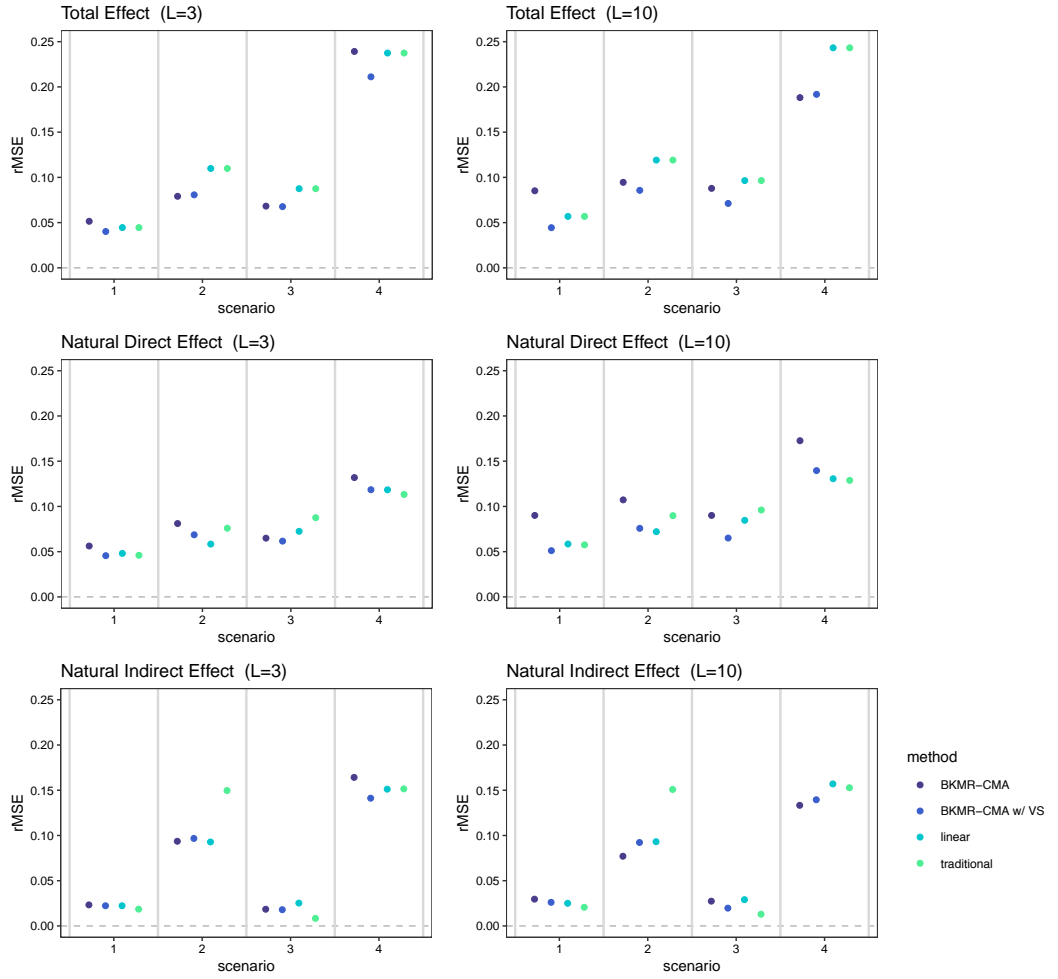 Total Effect (L=3)
0.25
0.20
0.15
0.10
0.05
0.00
rMSE
1 2 3 4
scenario
Total Effect (L=10)
0.25
0.20
0.15
0.10
0.05
0.00
rMSE
1 2 3 4
scenario
Natural Direct Effect (L=3)
0.25
0.20
0.15
0.10
0.05
0.00
rMSE
1 2 3 4
scenario
Natural Direct Effect (L=10)
0.25
0.20
0.15
0.10
0.05
0.00
rMSE
1 2 3 4
scenario
Natural Indirect Effect (L=3)
0.25
0.20
0.15
0.10
0.05
0.00
rMSE
1 2 3 4
scenario
Natural Indirect Effect (L=10)
0.25
0.20
0.15
0.10
0.05
0.00
rMSE
1 2 3 4
scenario
method
BKMR−CMA
BKMR−CMA w/ VS
linear
traditional